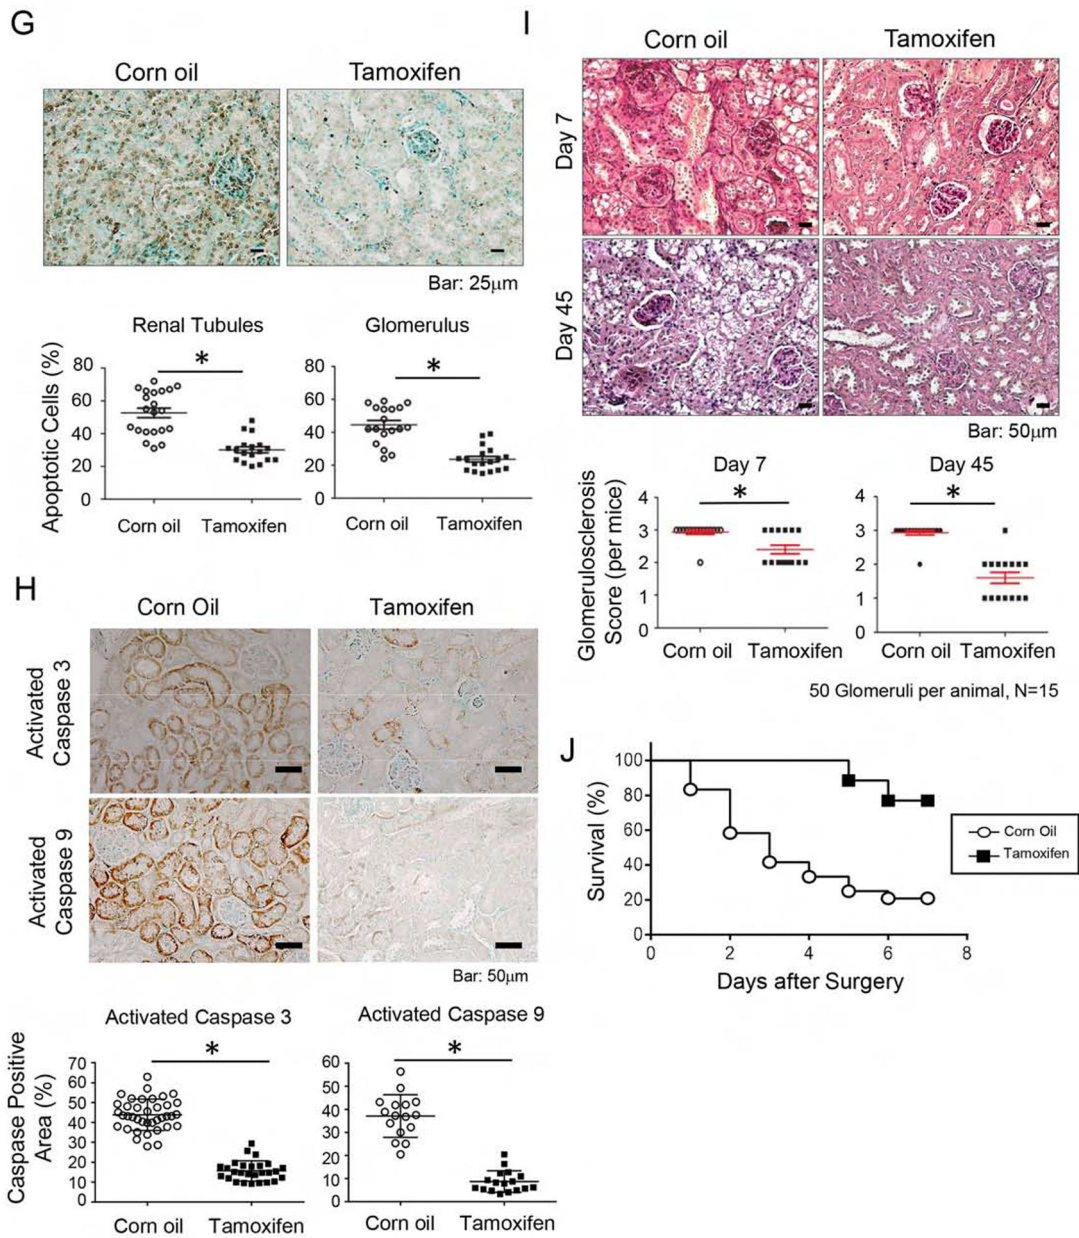 G
Corn oil Tamoxifen
Bar: 25μm
Renal Tubules Glomerulus
Apoptotic Cells (%)
80 80
60 60
40 40
20 20
0 0
* *
Corn oil Tamoxifen Corn oil Tamoxifen
H
Corn Oil Tamoxifen
Activated
Caspase 3
Activated
Caspase 9
Bar: 50μm
Activated Caspase 3 Activated Caspase 9
Caspase Positive
Area (%)
70 60
60 50
50 40
40 30
30 20
20 10
10 0
0
* *
Corn oil Tamoxifen Corn oil Tamoxifen
I
Corn oil Tamoxifen
Day 7
Day 45
Bar: 50μm
Day 7 Day 45
Glomerulosclerosis
Score (per mice)
4 4
3 3
2 2
1 1
0 0
* *
Corn oil Tamoxifen Corn oil Tamoxifen
50 Glomeruli per animal, N=15
J
Survival (%)
100
80
60
40
20
0
0 2 4 6 8
Days after Surgery
Corn Oil
Tamoxifen